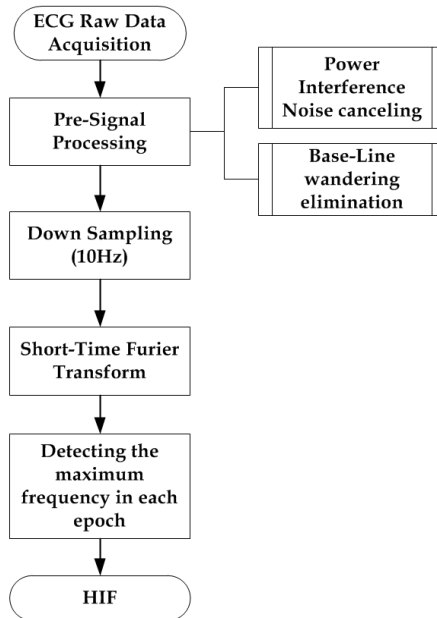 ECG Raw Data
Acquisition
Pre-Signal
Processing
Power
Interference
Noise canceling
Base-Line
wandering
elimination
Down Sampling
(10Hz)
Short-Time Furier
Transform
Detecting the
maximum
frequency in each
epoch
HIF